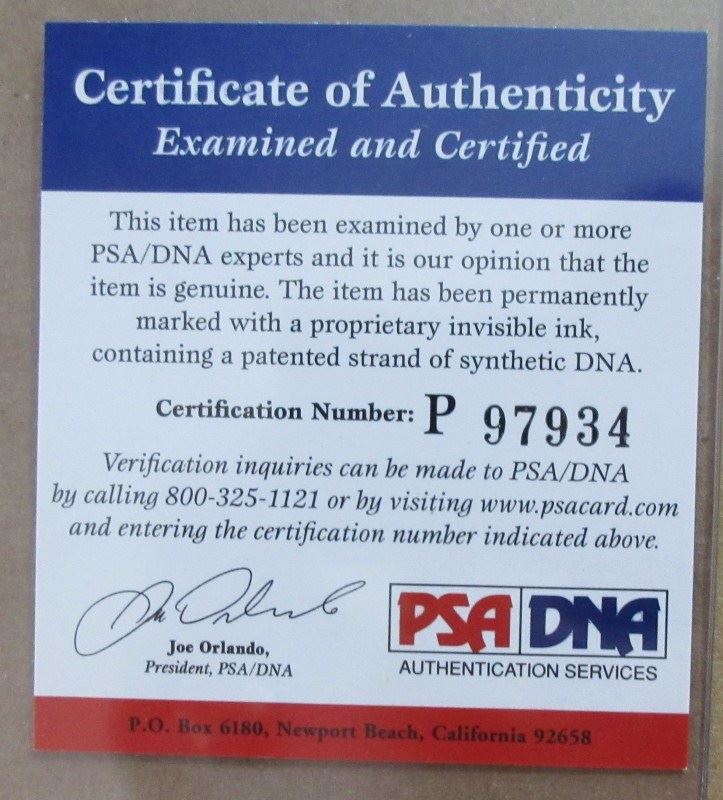 Certificate of Authenticity
Examined and Certified
This item has been examined by one or more
PSA/DNA experts and it is our opinion that the
item is genuine. The item has been permanently
marked with a proprietary invisible ink,
containing a patented strand of synthetic DNA.
Certification Number: P 97934
Verification inquiries can be made to PSA/DNA
by calling 800-325-1121 or by visiting www.psacard.com
and entering the certification number indicated above.
Joe Orlando
Joe Orlando,
President, PSA/DNA
PSA DNA
AUTHENTICATION SERVICES
P.O. Box 6180, Newport Beach, California 92658